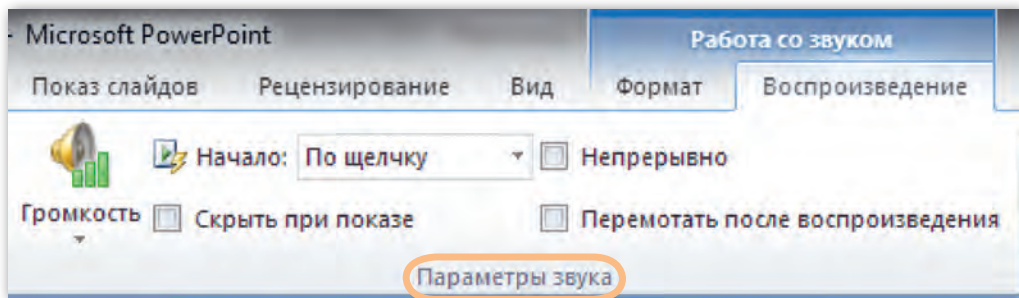 - Microsoft PowerPoint
Работа со звуком
Показ слайдов Рецензирование Вид Формат Воспроизведение
Начало: По щелчку Непрерывно
Громкость Скрыть при показе Перемотать после воспроизведения
Параметры звука